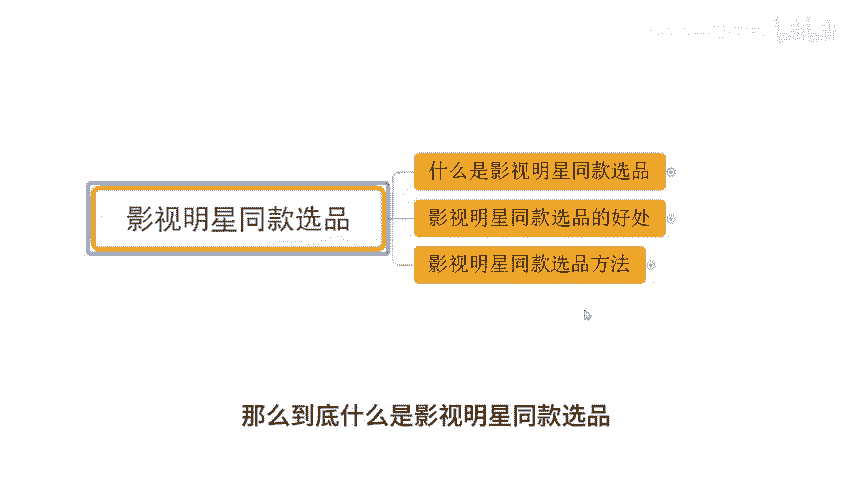 影视明星同款选品
什么是影视明星同款选品
影视明星同款选品的好处
影视明星同款选品方法
那么到底什么是影视明星同款选品